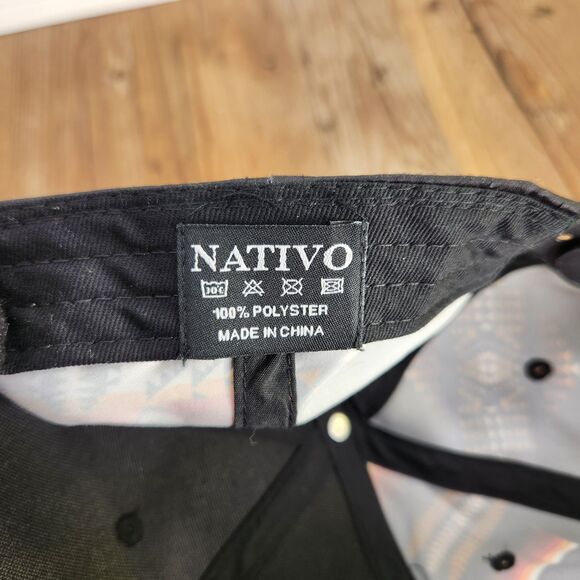 NATIVO
30°C
100% POLYSTER
MADE IN CHINA